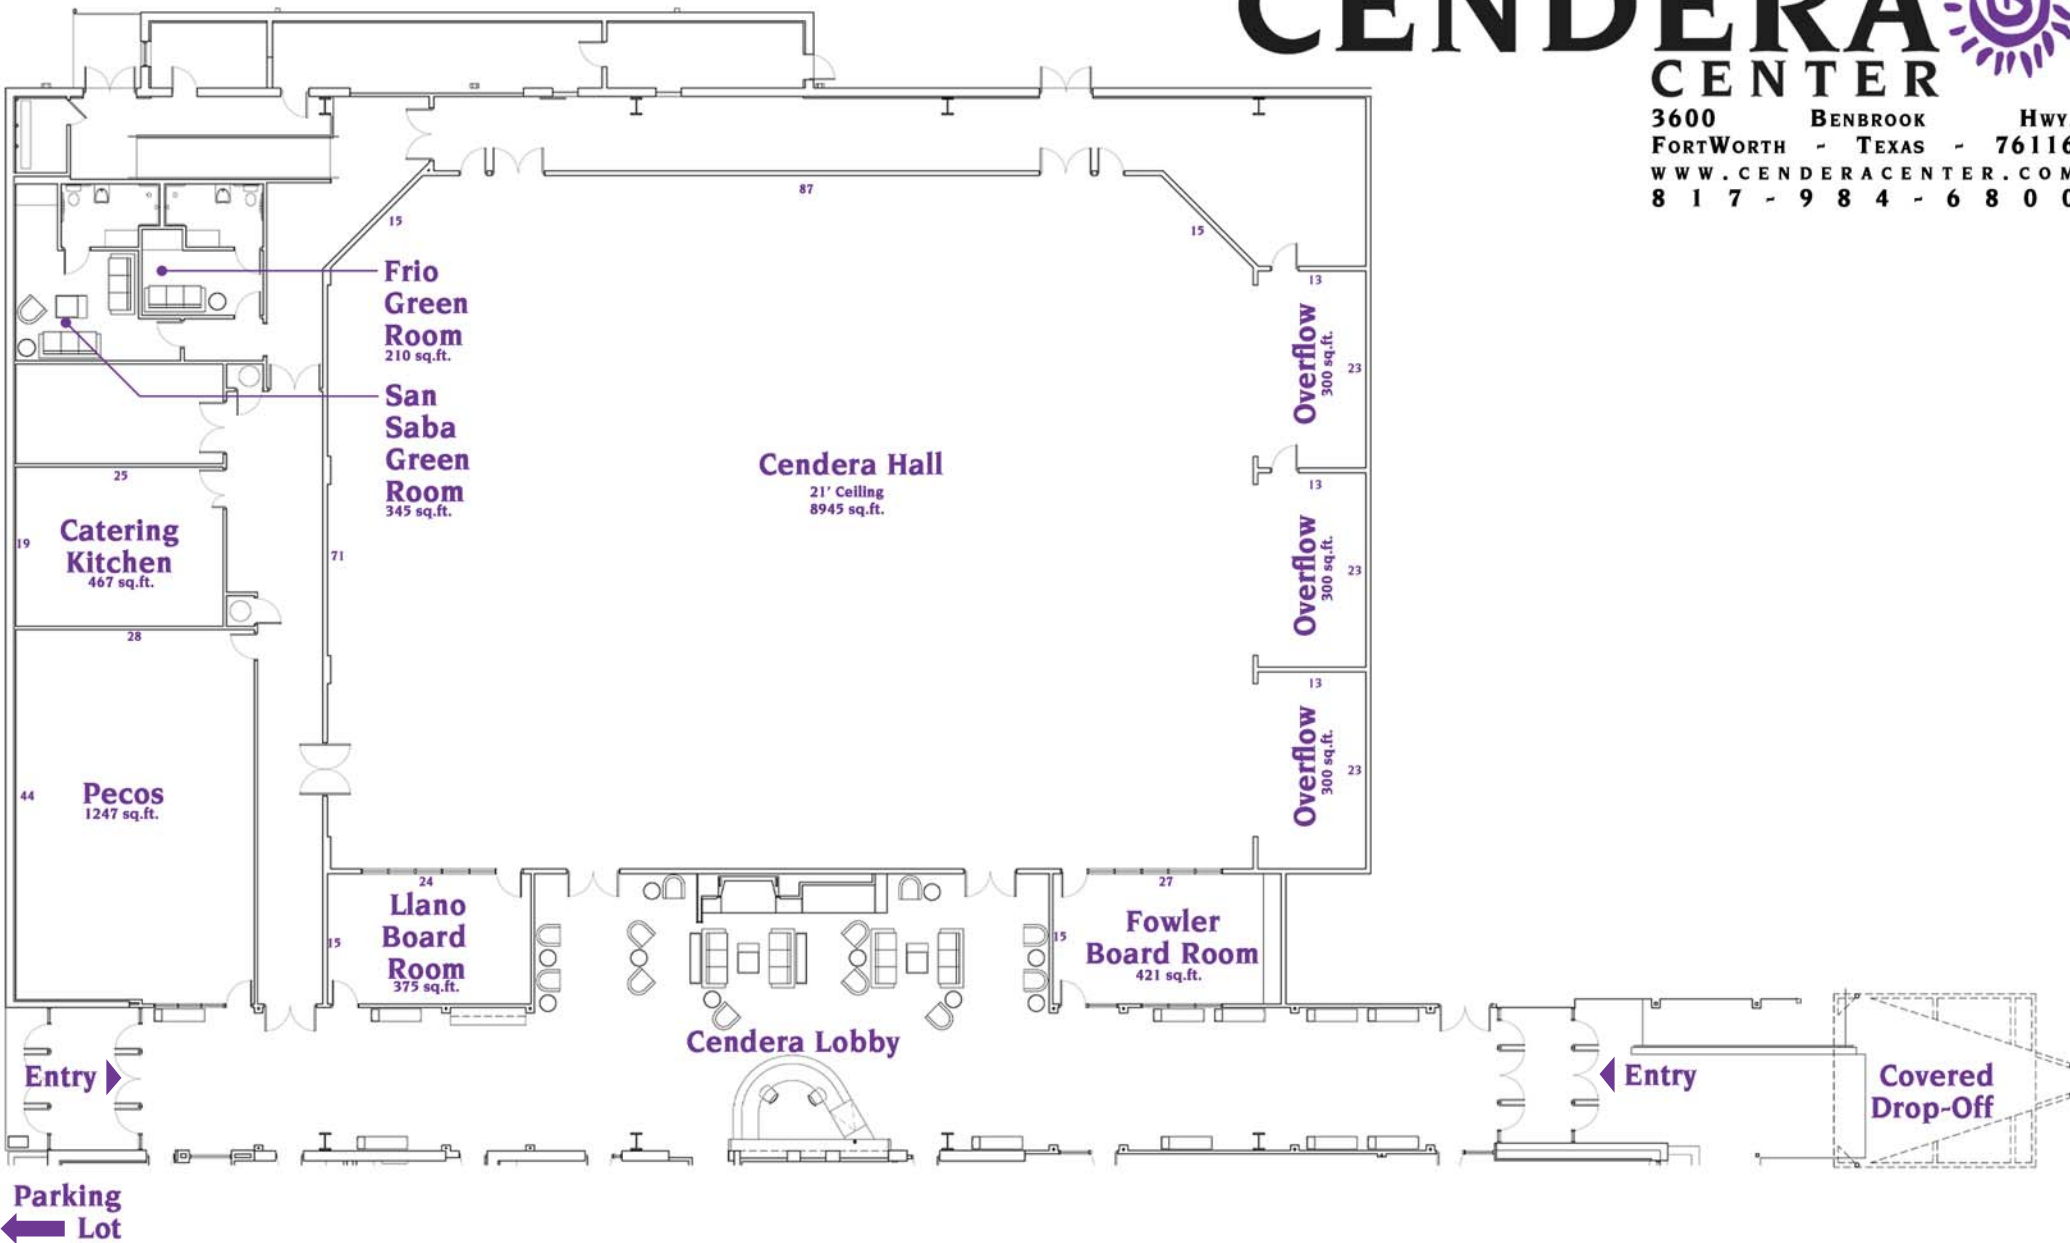 CENDERA
CENTER
3600 BENBROOK HWY
FORTWORTH - TEXAS - 76116
WWW.CENDERACENTER.COM
817-984-6800
87
15
15
Frio
Green
Room
210 sq.ft.
San
Saba
Green
Room
345 sq.ft.
13
Overflow
300 sq.ft.
23
Cendera Hall
21' Ceiling
8945 sq.ft.
25
Catering
Kitchen
467 sq.ft.
19
71
13
Overflow
300 sq.ft.
23
28
Pecos
1247 sq.ft.
44
13
Overflow
300 sq.ft.
23
24
Llano
Board
Room
375 sq.ft.
15
27
Fowler
Board Room
421 sq.ft.
15
Cendera Lobby
Entry
Entry
Covered
Drop-Off
Parking
Lot